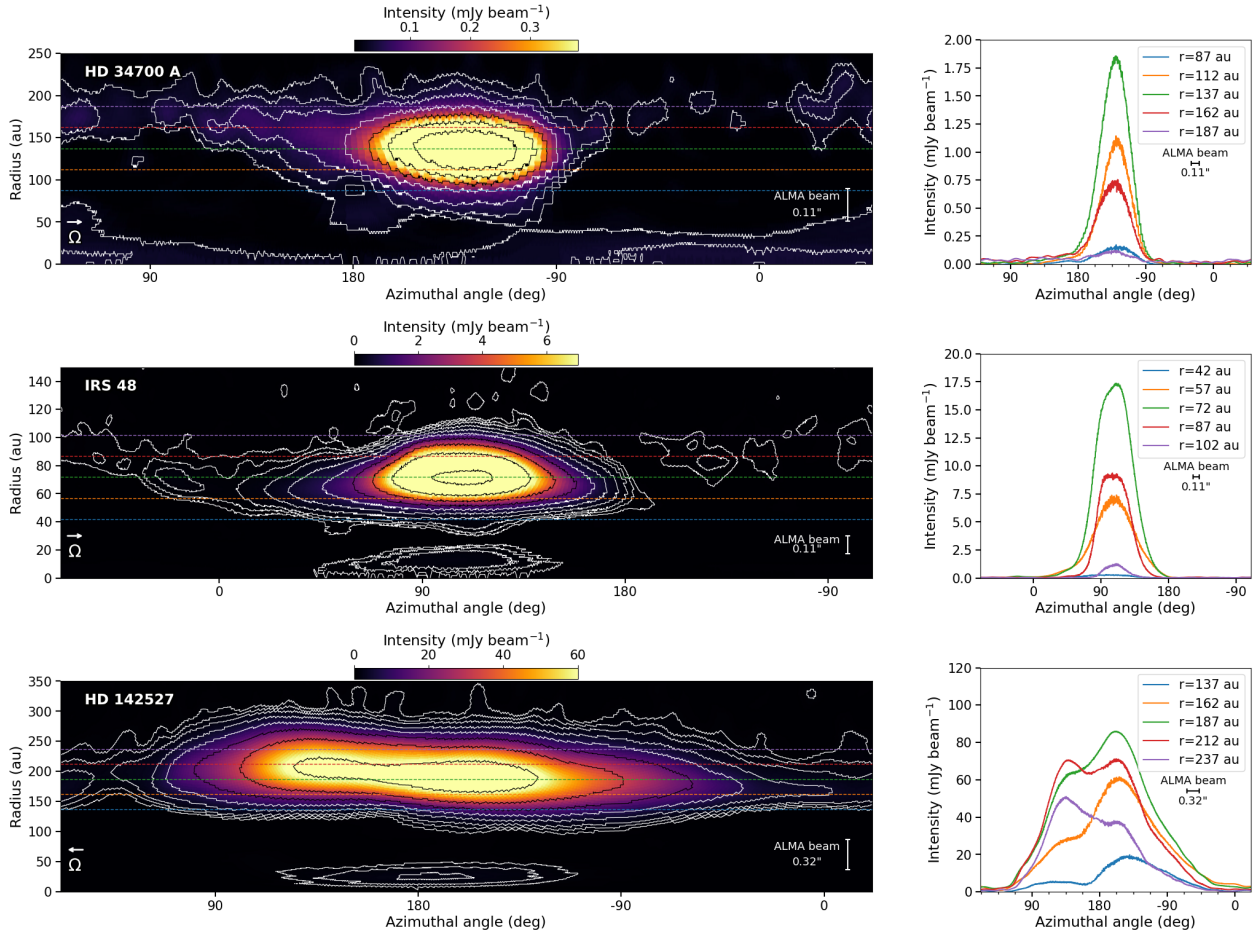 Intensity (mJy beam⁻¹)
0.1 0.2 0.3
HD 34700 A
250
200
150
100
50
0
Radius (au)
ALMA beam
0.11"
Ω
90 180 -90 0
Azimuthal angle (deg)
2.00
1.75
1.50
1.25
1.00
0.75
0.50
0.25
0.00
Intensity (mJy beam⁻¹)
r=87 au
r=112 au
r=137 au
r=162 au
r=187 au
ALMA beam
0.11"
90 180 -90 0
Azimuthal angle (deg)
Intensity (mJy beam⁻¹)
0 2 4 6
IRS 48
140
120
100
80
60
40
20
0
Radius (au)
ALMA beam
0.11"
Ω
0 90 180 -90
Azimuthal angle (deg)
20.0
17.5
15.0
12.5
10.0
7.5
5.0
2.5
0.0
Intensity (mJy beam⁻¹)
r=42 au
r=57 au
r=72 au
r=87 au
r=102 au
ALMA beam
0.11"
0 90 180 -90
Azimuthal angle (deg)
Intensity (mJy beam⁻¹)
0 20 40 60
HD 142527
350
300
250
200
150
100
50
0
Radius (au)
ALMA beam
0.32"
Ω
90 180 -90 0
Azimuthal angle (deg)
120
100
80
60
40
20
0
Intensity (mJy beam⁻¹)
r=137 au
r=162 au
r=187 au
r=212 au
r=237 au
ALMA beam
0.32"
90 180 -90 0
Azimuthal angle (deg)